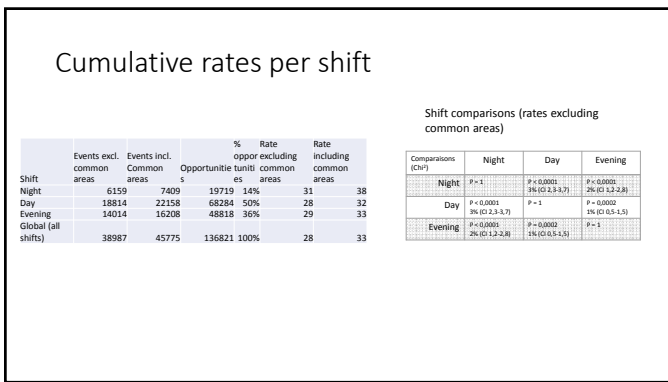 Cumulative rates per shift
Shift comparisons (rates excluding
common areas)
% Rate Rate
Events excl. Events incl. oppor excluding including
common Common Opportunitie tuniti common common
Shift areas areas s es areas areas
Night 6159 7409 19719 14% 31 38
Day 18814 22158 68284 50% 28 32
Evening 14014 16208 48818 36% 29 33
Global (all
shifts) 38987 45775 136821 100% 28 33
Comparaisons Night Day Evening
(Chi²)
Night P = 1 P < 0,0001 P < 0,0001
3% (CI 2,3-3,7) 2% (CI 1,2-2,8)
Day P < 0,0001 P = 1 P = 0,0002
3% (CI 2,3-3,7) 1% (CI 0,5-1,5)
Evening P < 0,0001 P = 0,0002 P = 1
2% (CI 1,2-2,8) 1% (CI 0,5-1,5)